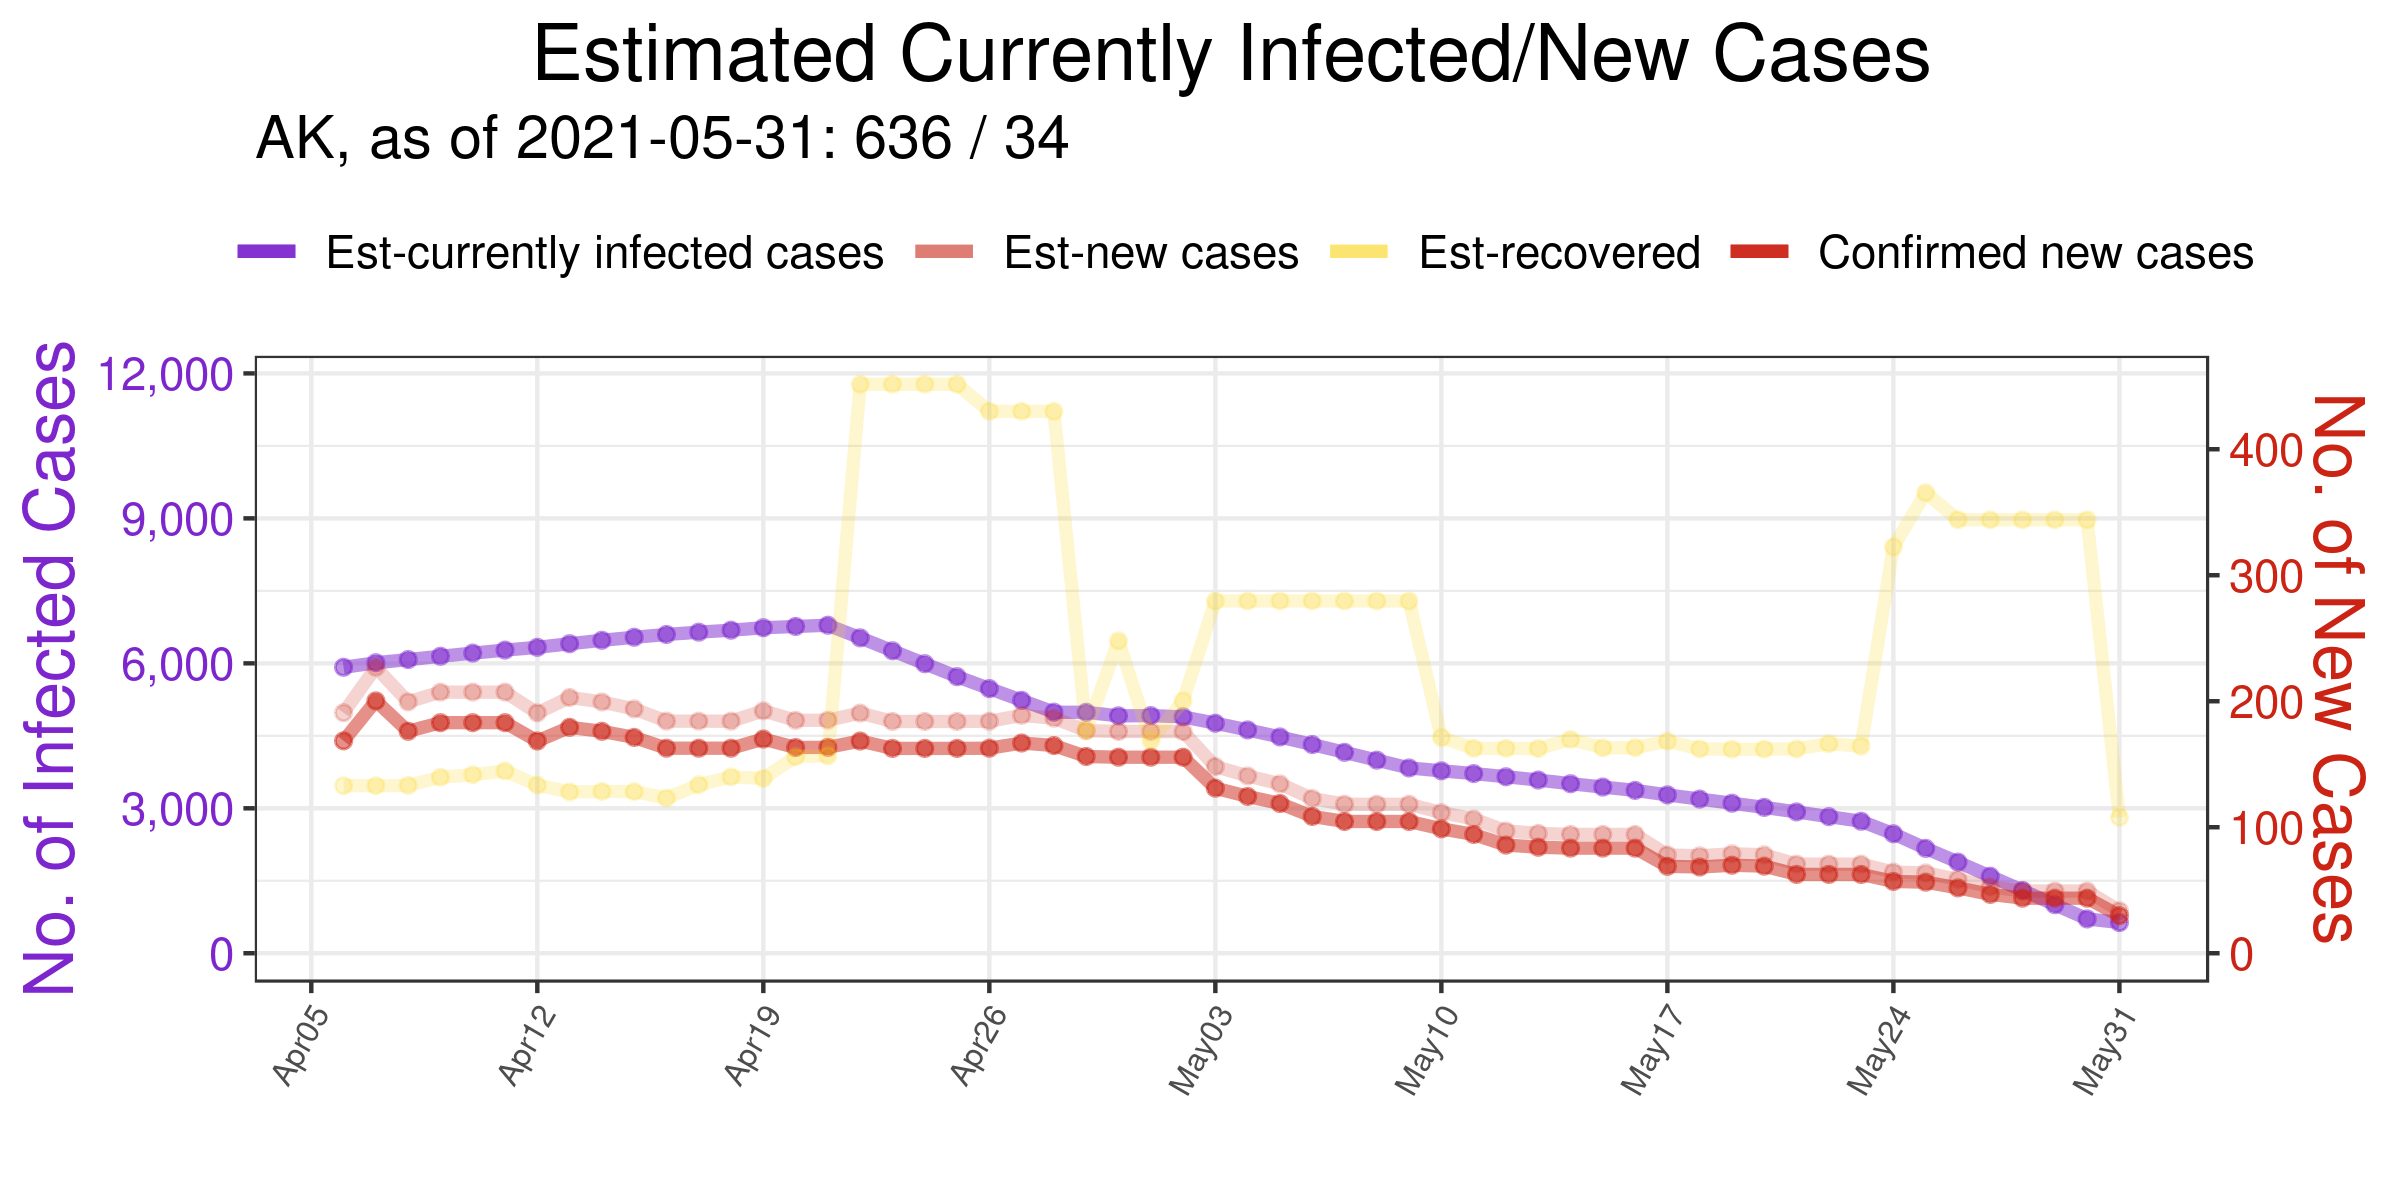 Estimated Currently Infected/New Cases
AK, as of 2021-05-31: 636 / 34
Est-currently infected cases Est-new cases Est-recovered Confirmed new cases
No. of Infected Cases
12,000
9,000
6,000
3,000
0
No. of New Cases
400
300
200
100
0
Apr05 Apr12 Apr19 Apr26 May03 May10 May17 May24 May31